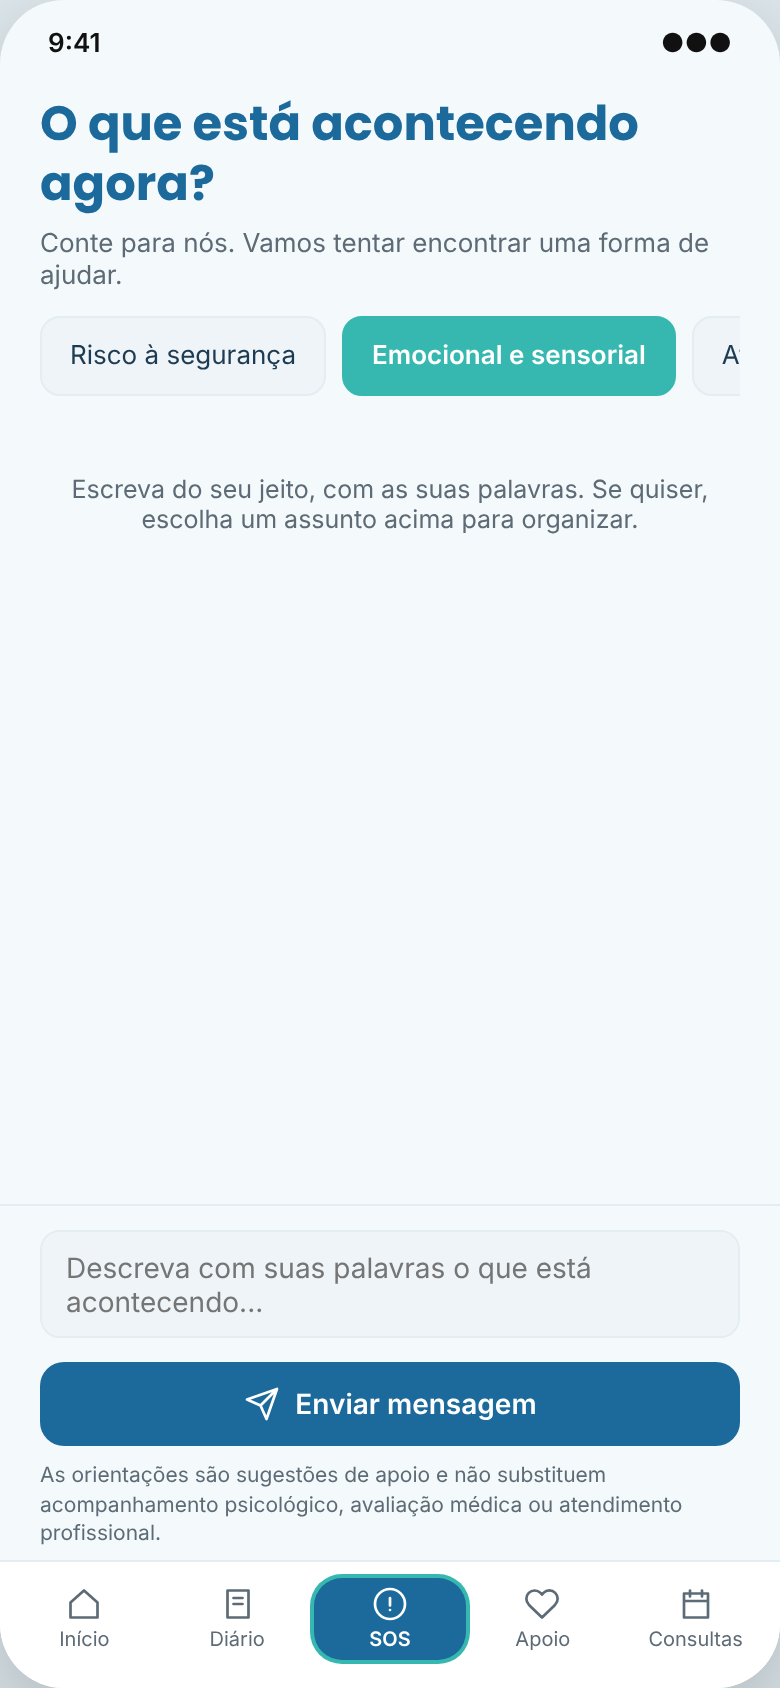 9:41
O que está acontecendo
agora?
Conte para nós. Vamos tentar encontrar uma forma de
ajudar.
Risco à segurança
Emocional e sensorial
Escreva do seu jeito, com as suas palavras. Se quiser,
escolha um assunto acima para organizar.
Descreva com suas palavras o que está
acontecendo...
Enviar mensagem
As orientações são sugestões de apoio e não substituem
acompanhamento psicológico, avaliação médica ou atendimento
profissional.
Início
Diário
SOS
Apoio
Consultas